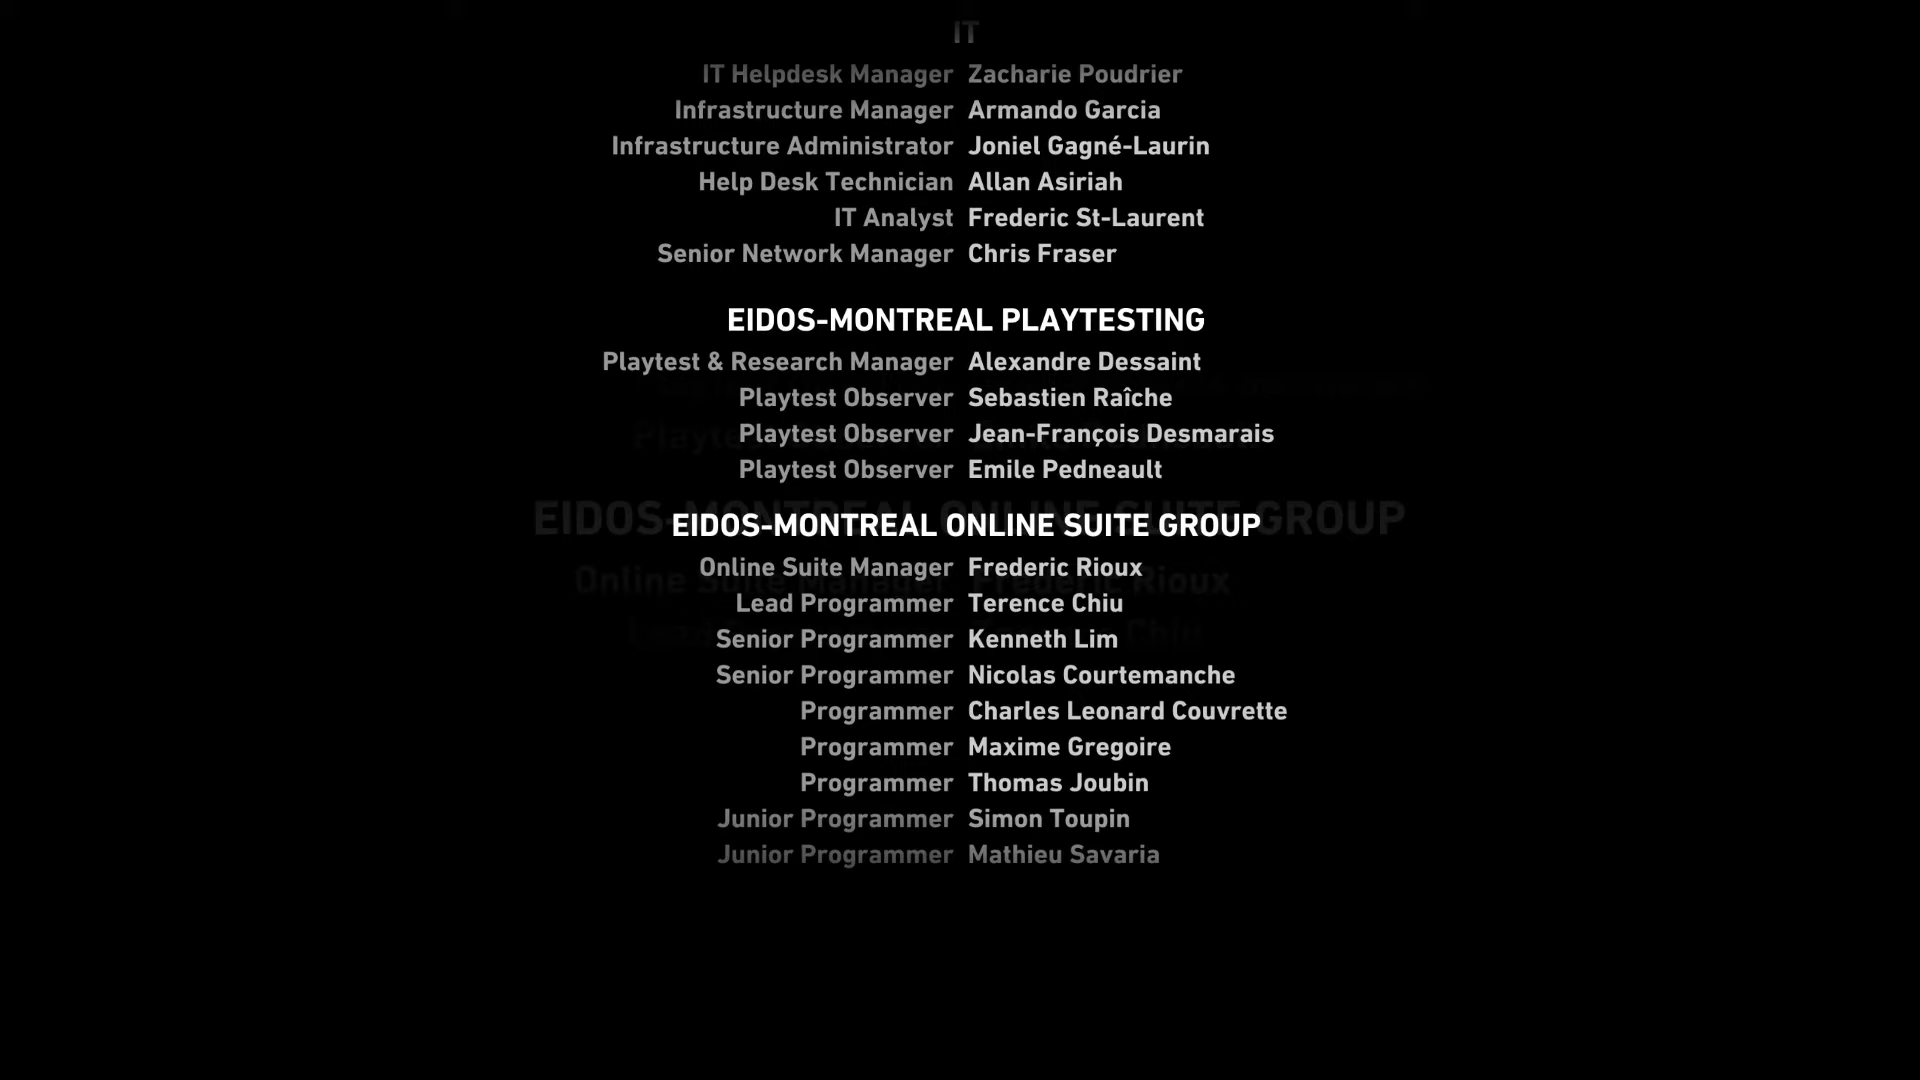 IT
IT Helpdesk Manager Zacharie Poudrier
Infrastructure Manager Armando Garcia
Infrastructure Administrator Joniel Gagné-Laurin
Help Desk Technician Allan Asiriah
IT Analyst Frederic St-Laurent
Senior Network Manager Chris Fraser
EIDOS-MONTREAL PLAYTESTING
Playtest & Research Manager Alexandre Dessaint
Playtest Observer Sebastien Raîche
Playtest Observer Jean-François Desmarais
Playtest Observer Emile Pedneault
EIDOS-MONTREAL ONLINE SUITE GROUP
Online Suite Manager Frederic Rioux
Lead Programmer Terence Chiu
Senior Programmer Kenneth Lim
Senior Programmer Nicolas Courtemanche
Programmer Charles Leonard Couvrette
Programmer Maxime Gregoire
Programmer Thomas Joubin
Junior Programmer Simon Toupin
Junior Programmer Mathieu Savaria